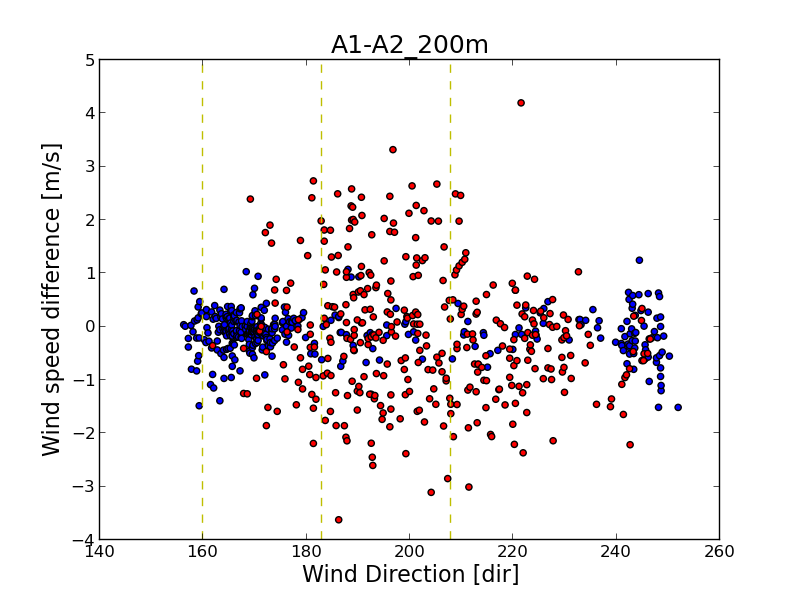 A1-A2_200m
5
4
3
2
1
0
−1
−2
−3
−4
Wind speed difference [m/s]
140 160 180 200 220 240 260
Wind Direction [dir]